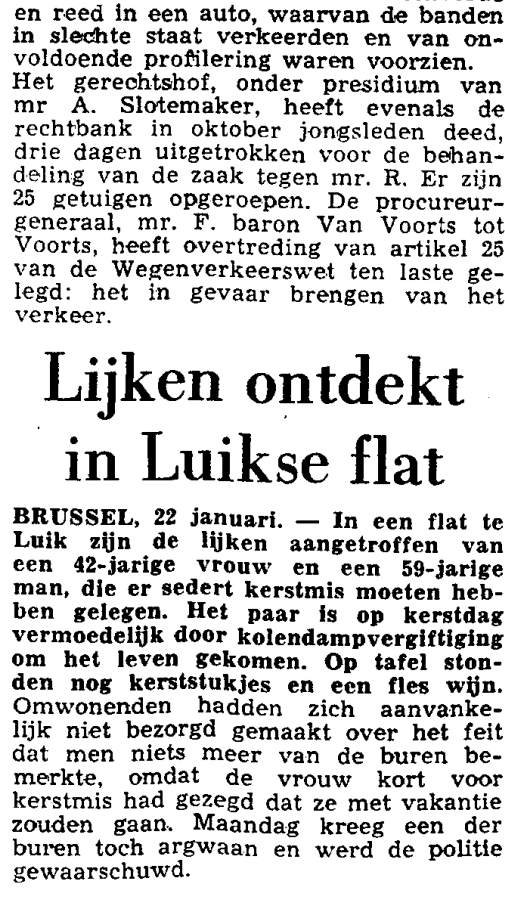 en reed in een auto, waarvan de banden
in slechte staat verkeerden en van on-
voldoende profilering waren voorzien.
Het gerechtshof, onder presidium van
mr A. Slotemaker, heeft evenals de
rechtbank in oktober jongsleden deed,
drie dagen uitgetrokken voor de behan-
deling van de zaak tegen mr. R. Er zijn
25 getuigen opgeroepen. De procureur-
generaal, mr. F. baron Van Voorts tot
Voorts, heeft overtreding van artikel 25
van de Wegenverkeerswet ten laste ge-
legd: het in gevaar brengen van het
verkeer.
Lijken ontdekt
in Luikse flat
BRUSSEL, 22 januari. — In een flat te
Luik zijn de lijken aangetroffen van
een 42-jarige vrouw en een 59-jarige
man, die er sedert kerstmis moeten heb-
ben gelegen. Het paar is op kerstdag
vermoedelijk door kolendampvergiftiging
om het leven gekomen. Op tafel ston-
den nog kerststukjes en een fles wijn.
Omwonenden hadden zich aanvanke-
lijk niet bezorgd gemaakt over het feit
dat men niets meer van de buren be-
merkte, omdat de vrouw kort voor
kerstmis had gezegd dat ze met vakantie
zouden gaan. Maandag kreeg een der
buren toch argwaan en werd de politie
gewaarschuwd.